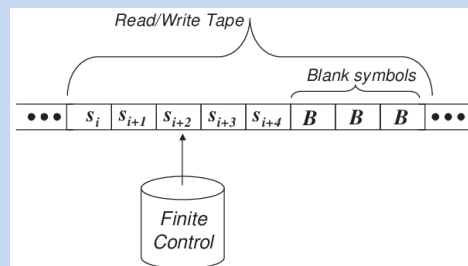 Read/Write Tape
Blank symbols
••• s_i s_{i+1} s_{i+2} s_{i+3} s_{i+4} B B B •••
Finite
Control